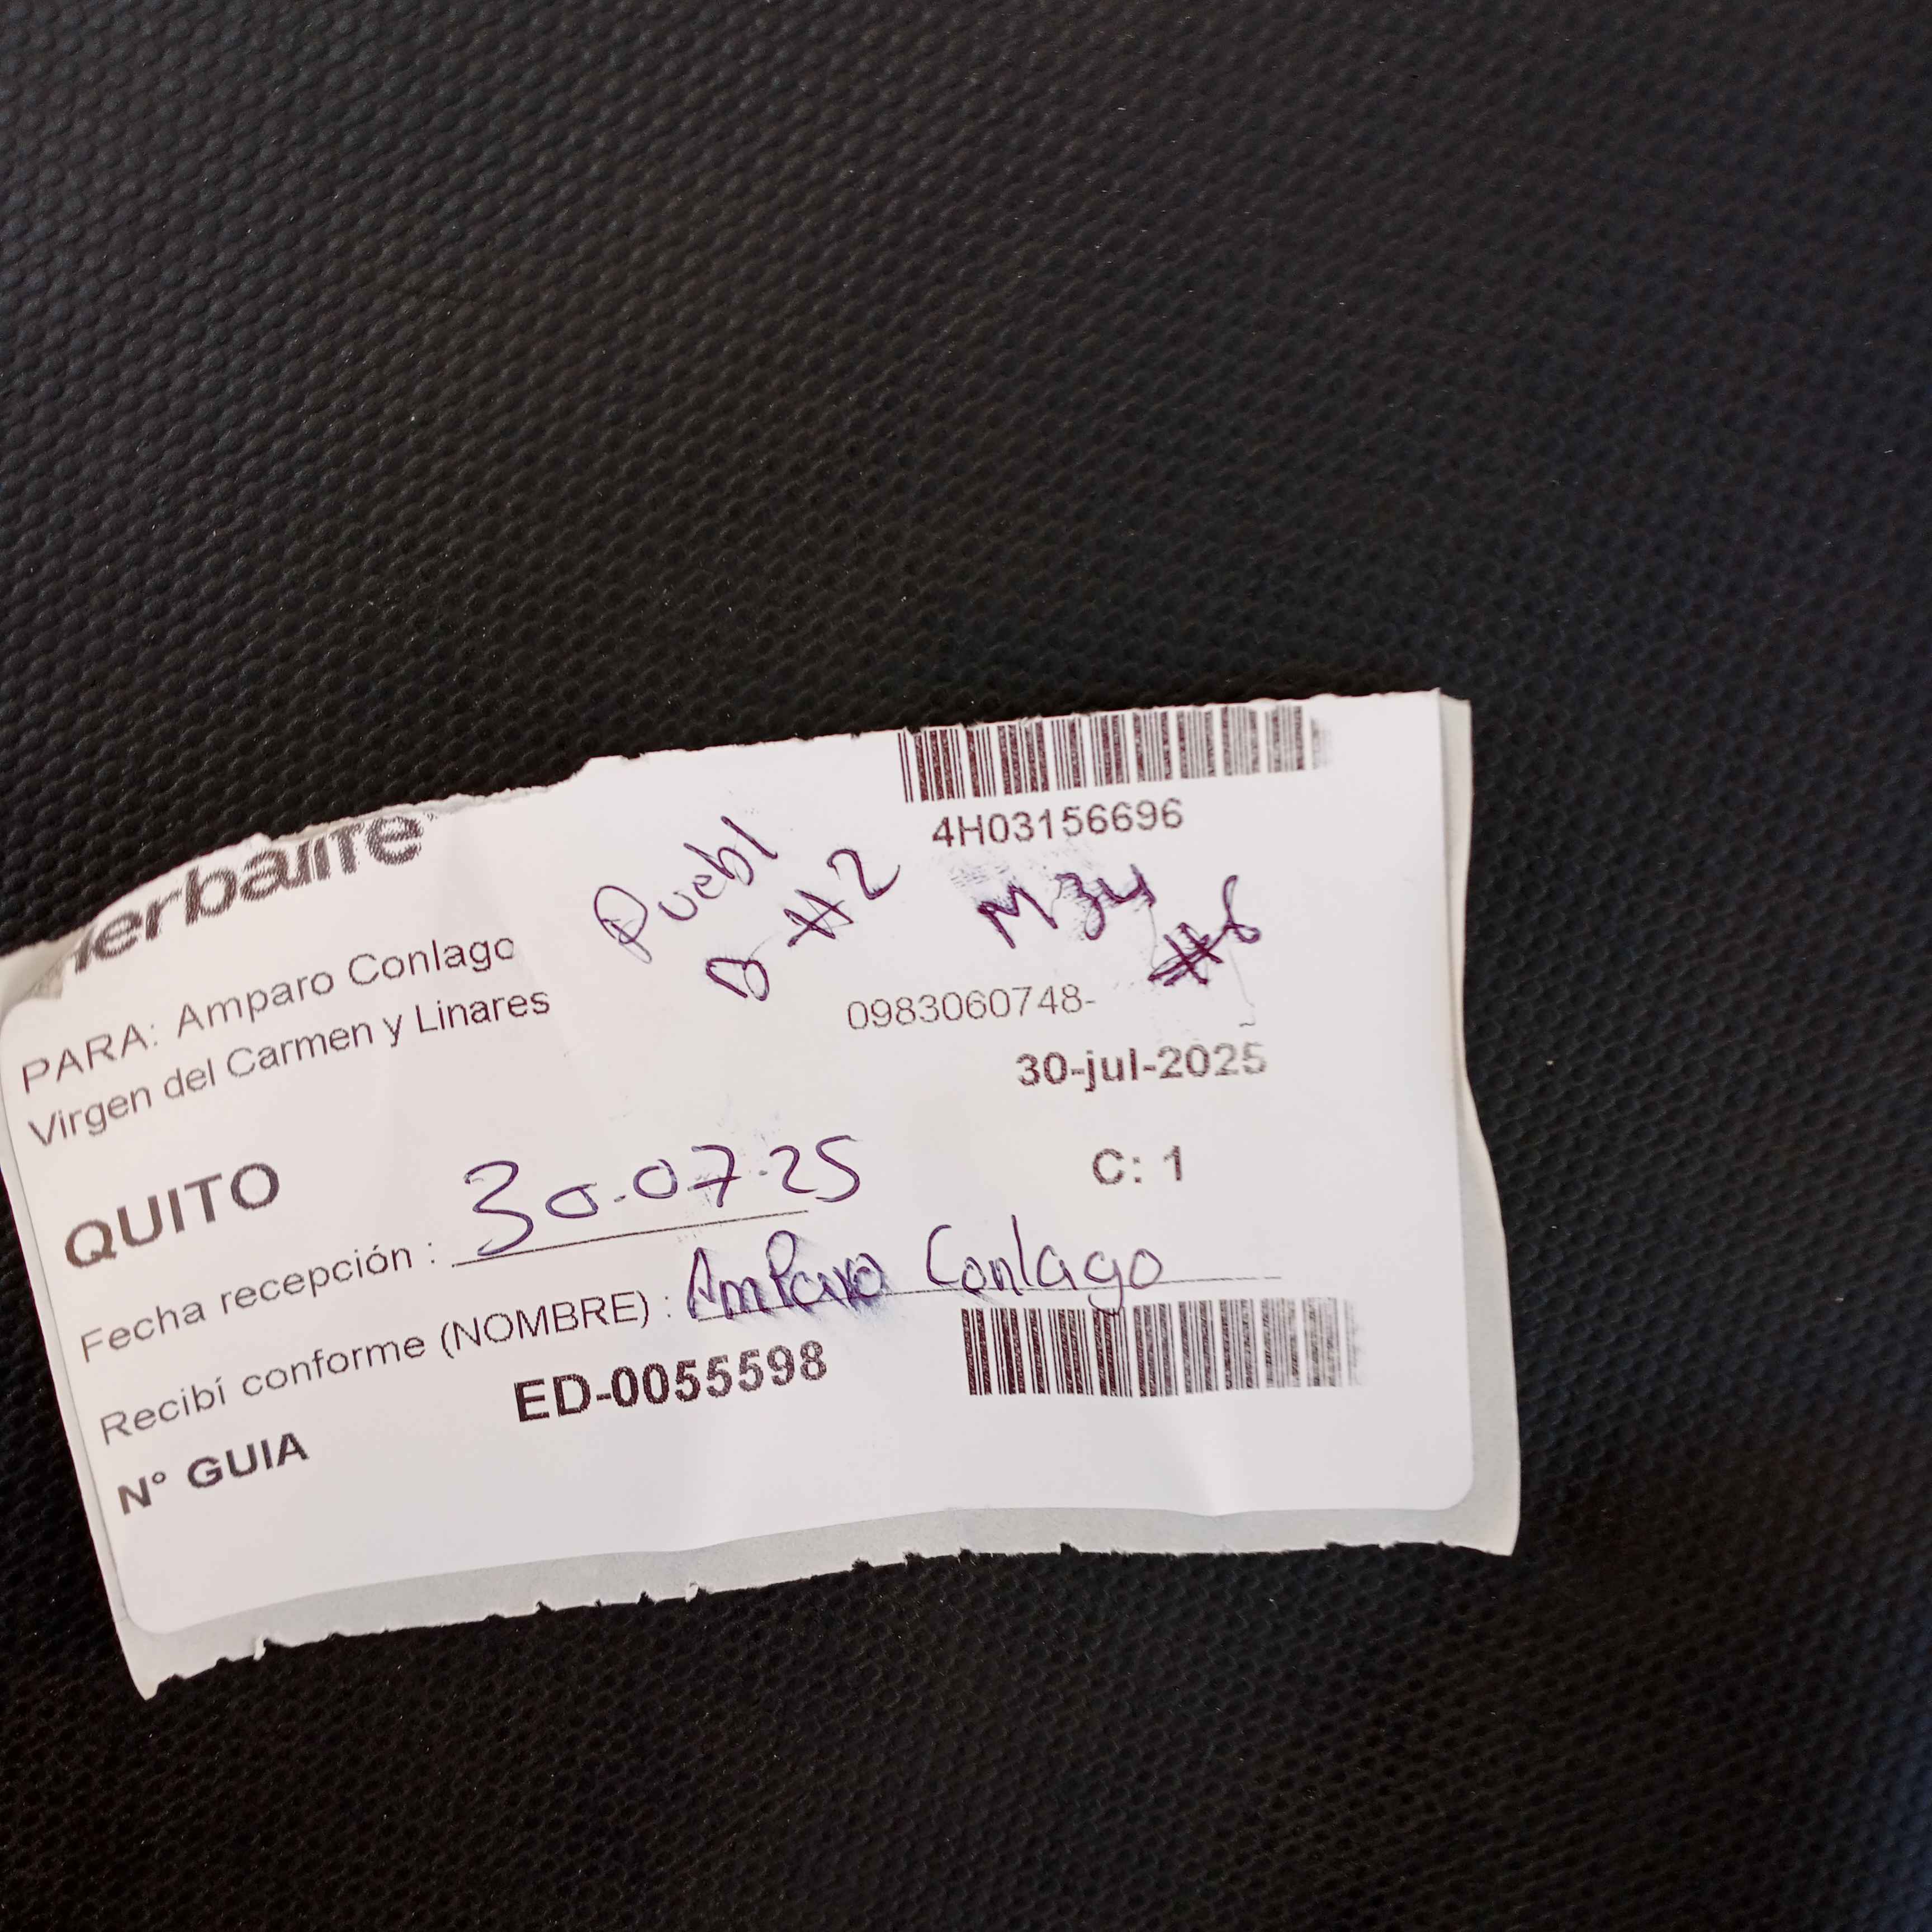 herbalife
4H03156696
Puebl
o #2
M34
#6
PARA: Amparo Conlago
Virgen del Carmen y Linares
0983060748-
30-jul-2025
QUITO
C: 1
Fecha recepción : 30.07.25
Recibí conforme (NOMBRE) : Amparo Conlago
N° GUIA ED-0055598